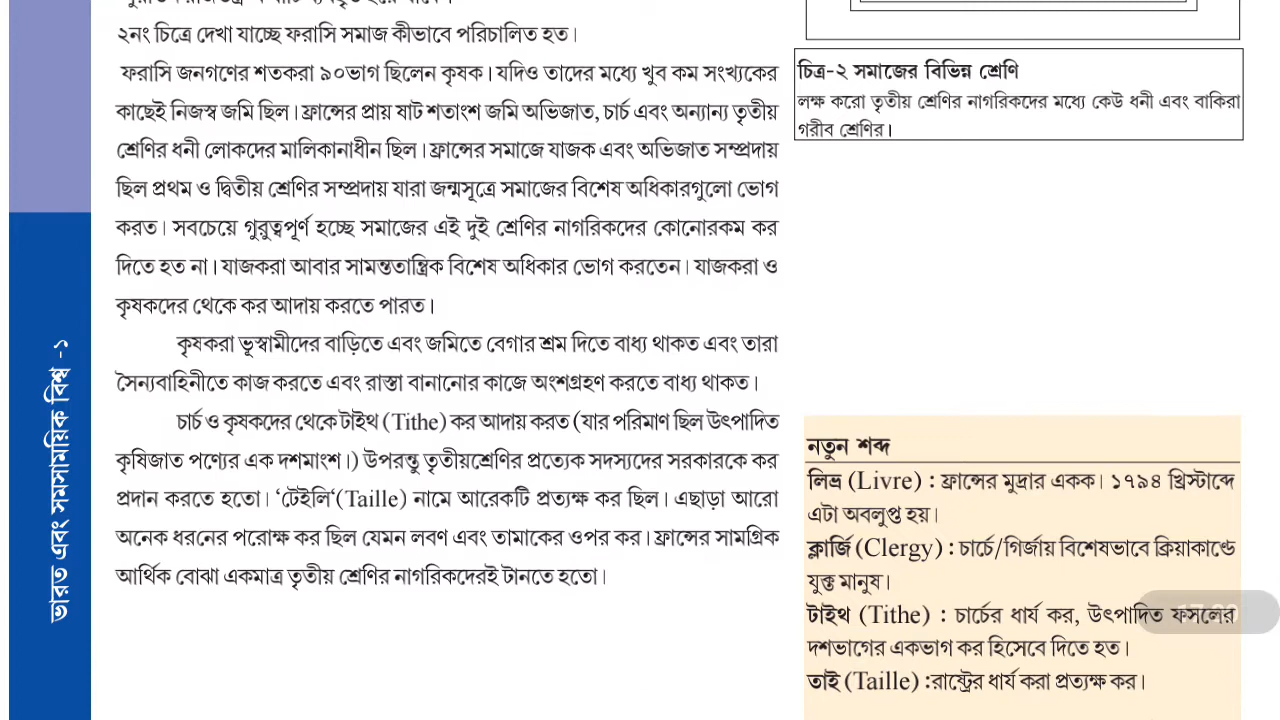 ২নং চিত্রে দেখা যাচ্ছে ফরাসি সমাজ কীভাবে পরিচালিত হত।
ফরাসি জনগণের শতকরা ৯০ভাগ ছিলেন কৃষক। যদিও তাদের মধ্যে খুব কম সংখ্যকের
কাছেই নিজস্ব জমি ছিল। ফ্রান্সের প্রায় ষাট শতাংশ জমি অভিজাত, চার্চ এবং অন্যান্য তৃতীয়
শ্রেণির ধনী লোকদের মালিকানাধীন ছিল। ফ্রান্সের সমাজে যাজক এবং অভিজাত সম্প্রদায়
ছিল প্রথম ও দ্বিতীয় শ্রেণির সম্প্রদায় যারা জন্মসূত্রে সমাজের বিশেষ অধিকারগুলো ভোগ
করত। সবচেয়ে গুরুত্বপূর্ণ হচ্ছে সমাজের এই দুই শ্রেণির নাগরিকদের কোনোরকম কর
দিতে হত না। যাজকরা আবার সামন্ততান্ত্রিক বিশেষ অধিকার ভোগ করতেন। যাজকরা ও
কৃষকদের থেকে কর আদায় করতে পারত।
কৃষকরা ভূস্বামীদের বাড়িতে এবং জমিতে বেগার শ্রম দিতে বাধ্য থাকত এবং তারা
সৈন্যবাহিনীতে কাজ করতে এবং রাস্তা বানানোর কাজে অংশগ্রহণ করতে বাধ্য থাকত।
চার্চ ও কৃষকদের থেকে টাইথ (Tithe) কর আদায় করত (যার পরিমাণ ছিল উৎপাদিত
কৃষিজাত পণ্যের এক দশমাংশ।) উপরন্তু তৃতীয়শ্রেণির প্রত্যেক সদস্যদের সরকারকে কর
প্রদান করতে হতো। ‘টেইলি‘(Taille) নামে আরেকটি প্রত্যক্ষ কর ছিল। এছাড়া আরো
অনেক ধরনের পরোক্ষ কর ছিল যেমন লবণ এবং তামাকের ওপর কর। ফ্রান্সের সামগ্রিক
আর্থিক বোঝা একমাত্র তৃতীয় শ্রেণির নাগরিকদেরই টানতে হতো।
চিত্র-২ সমাজের বিভিন্ন শ্রেণি
লক্ষ করো তৃতীয় শ্রেণির নাগরিকদের মধ্যে কেউ ধনী এবং বাকিরা
গরীব শ্রেণির।
নতুন শব্দ
লিভ্র (Livre) : ফ্রান্সের মুদ্রার একক। ১৭৯৪ খ্রিস্টাব্দে
এটা অবলুপ্ত হয়।
ক্লার্জি (Clergy) : চার্চে/গির্জায় বিশেষভাবে ক্রিয়াকাণ্ডে
যুক্ত মানুষ।
টাইথ (Tithe) : চার্চের ধার্য কর, উৎপাদিত ফসলের
দশভাগের একভাগ কর হিসেবে দিতে হত।
তাই (Taille) :রাষ্ট্রের ধার্য করা প্রত্যক্ষ কর।
ভারত এবং সমসাময়িক বিশ্ব -১